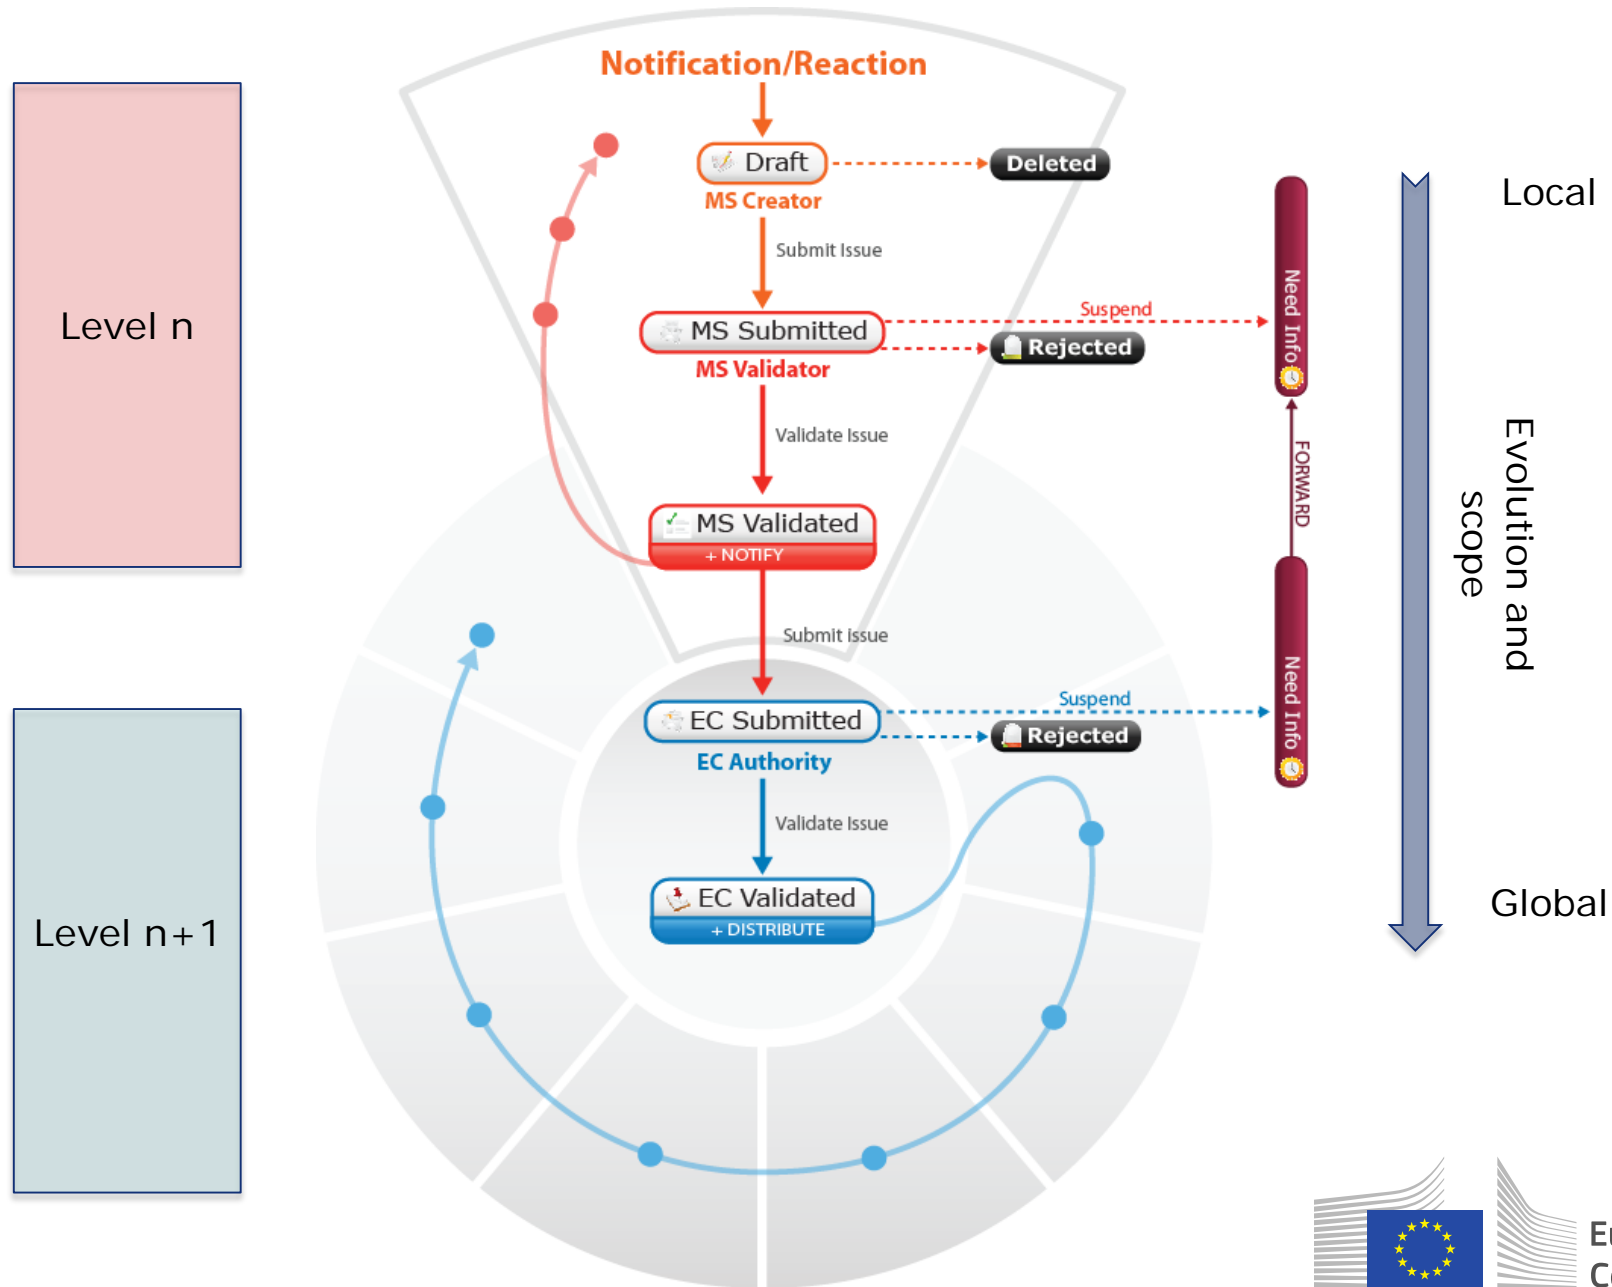 Notification/Reaction
Draft
Deleted
MS Creator
Local
Submit Issue
Suspend
MS Submitted
Rejected
MS Validator
Need Info
Level n
Validate Issue
FORWARD
MS Validated
+ NOTIFY
Evolution and
scope
Submit Issue
Suspend
EC Submitted
Rejected
EC Authority
Need Info
Validate Issue
EC Validated
+ DISTRIBUTE
Level n+1
Global